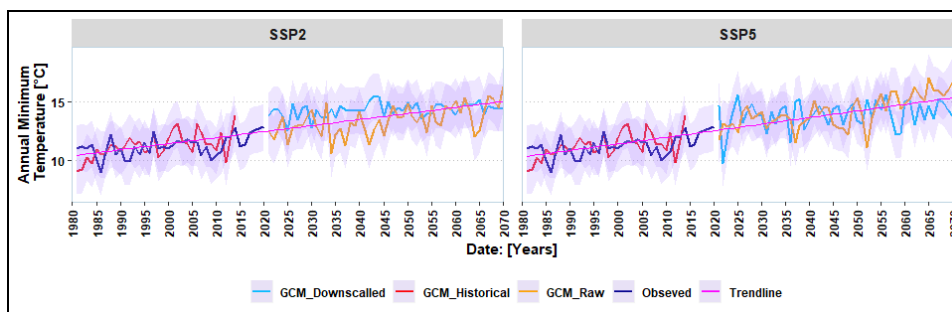 SSP2
SSP5
Annual Minimum
Temperature [°C]
15
10
1980 1985 1990 1995 2000 2005 2010 2015 2020 2025 2030 2035 2040 2045 2050 2055 2060 2065 2070
1980 1985 1990 1995 2000 2005 2010 2015 2020 2025 2030 2035 2040 2045 2050 2055 2060 2065
Date: [Years]
GCM_Downscalled GCM_Historical GCM_Raw Obseved Trendline